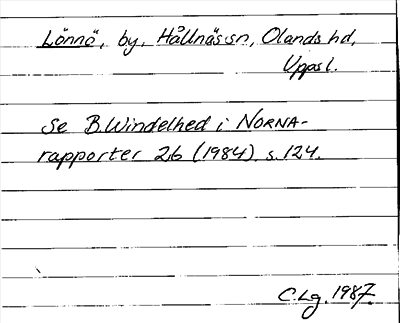 Lönnö, by, Hållnäs sn, Olands hd,
Uppsl.
Se B. Windelhed i NORNA-
rapporter 26 (1984) s. 124.
C.Lg. 1987.